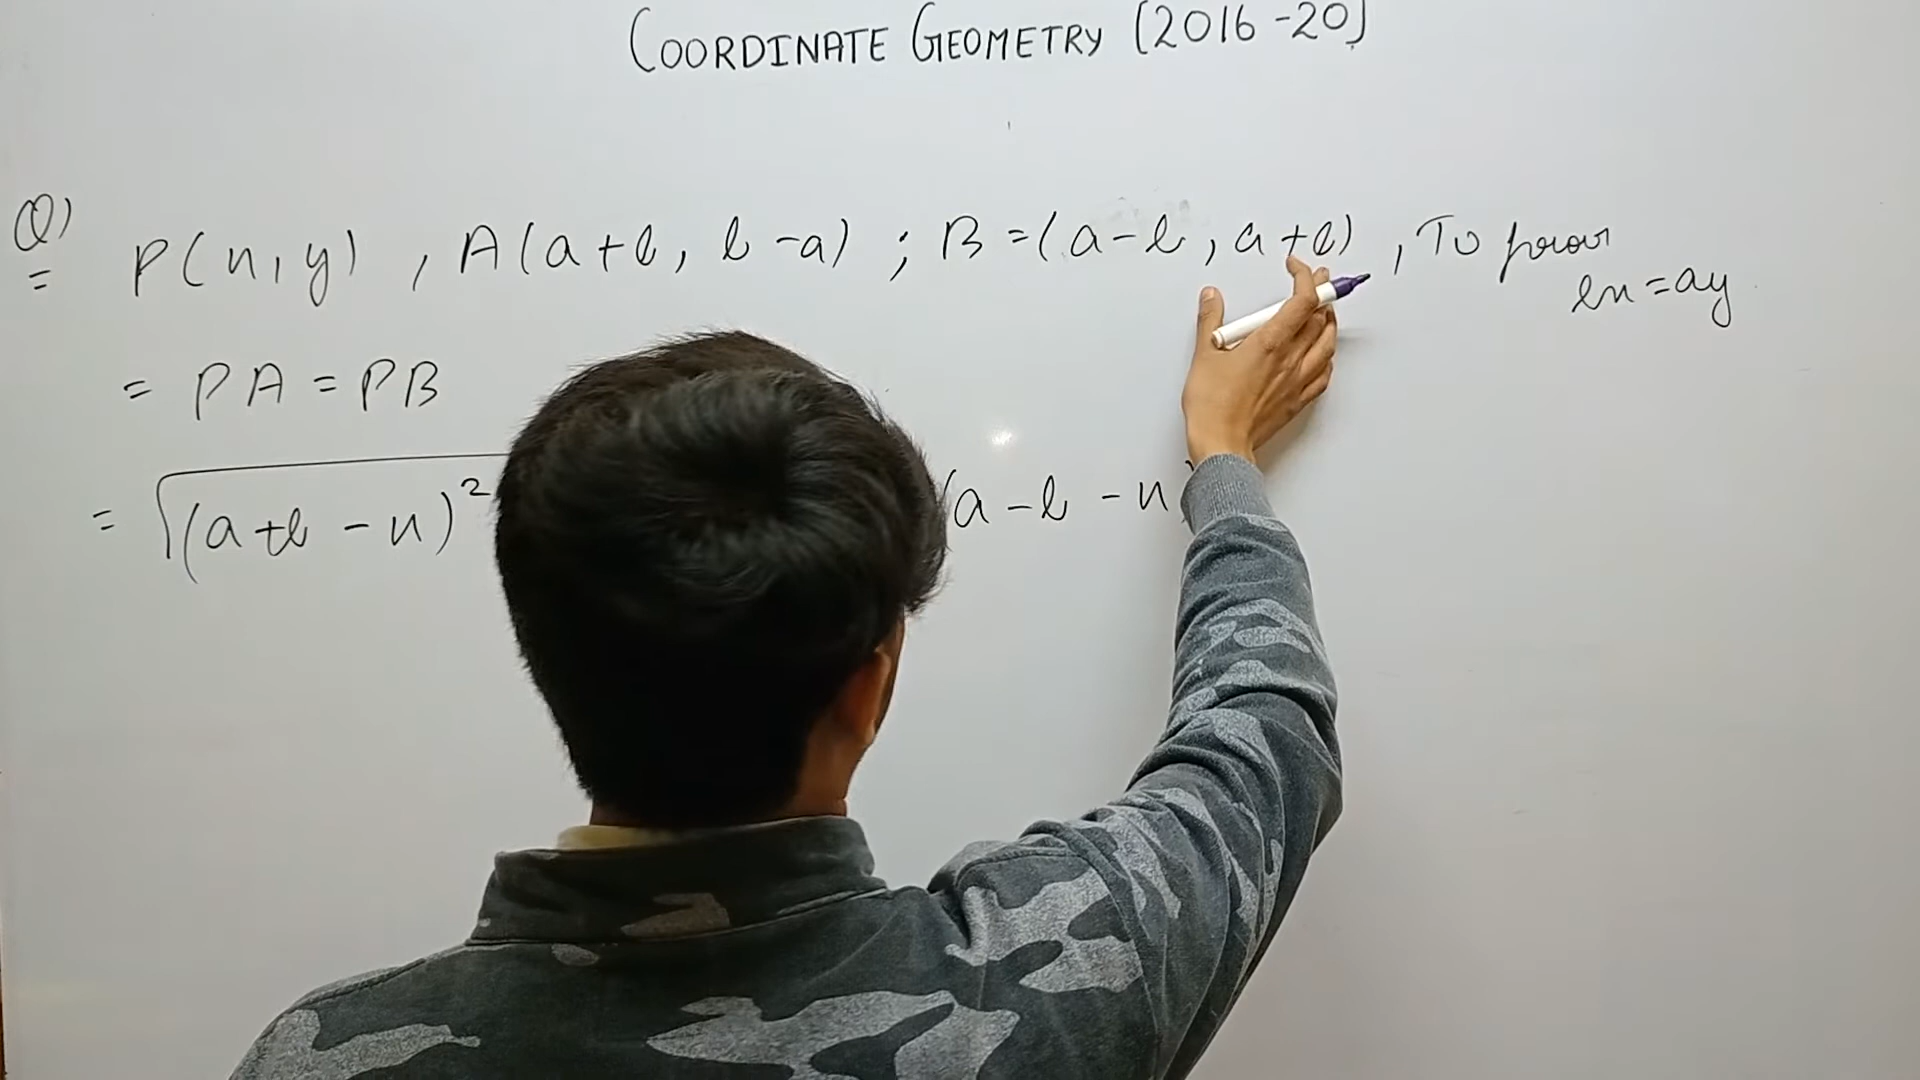 COORDINATE GEOMETRY (2016-20)
Q)
= P(x,y) , A(a+b, b-a) ; B=(a-b, a+b) , To prove
bx=ay
= PA = PB
= √(a+b-x)² (a-b-x)